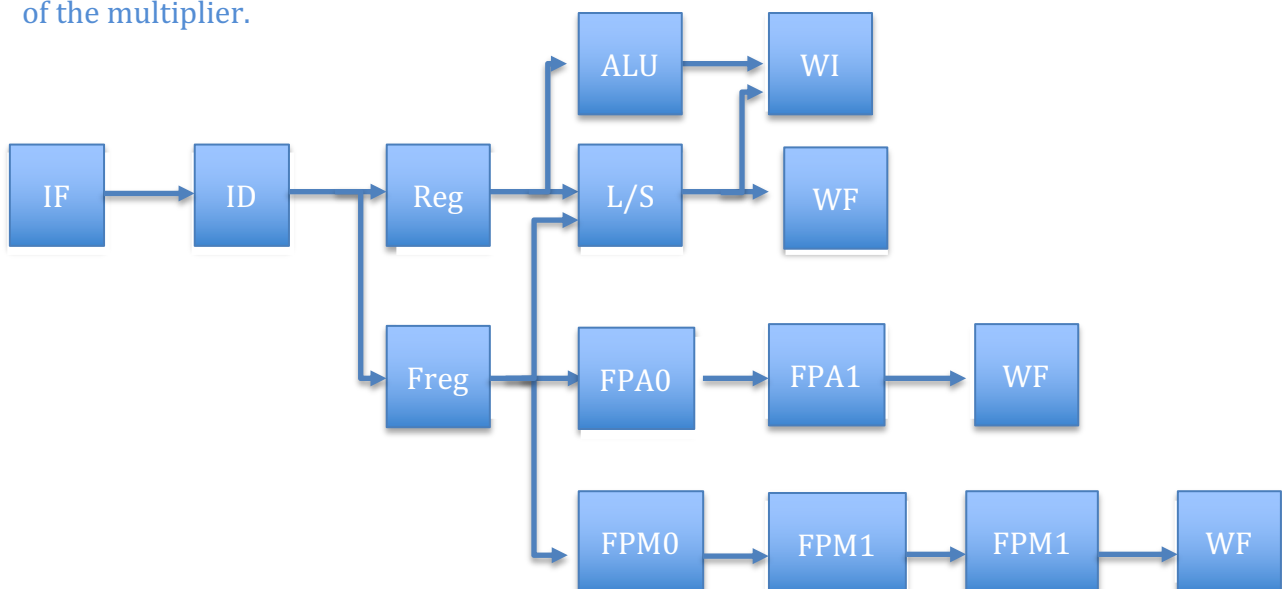 of the multiplier.
ALU
WI
IF
ID
Reg
L/S
WF
Freg
FPA0
FPA1
WF
FPM0
FPM1
FPM1
WF